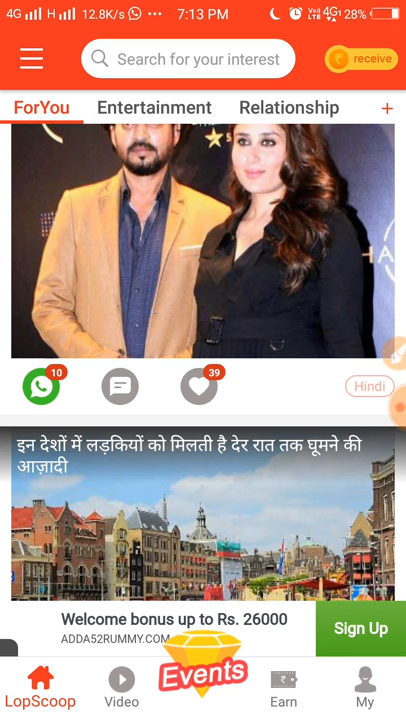 4G H 12.8K/s 7:13 PM VoI LTE 4G 28%
Search for your interest
receive
ForYou Entertainment Relationship +
10
39
Hindi
इन देशों में लड़कियों को मिलती है देर रात तक घूमने की
आज़ादी
Welcome bonus up to Rs. 26000
ADDA52RUMMY.COM
Sign Up
Events
LopScoop Video Earn My